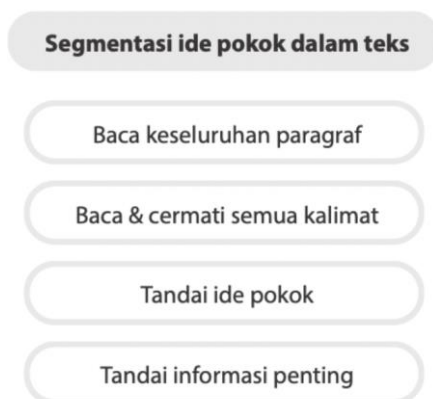 Segmentasi ide pokok dalam teks
Baca keseluruhan paragraf
Baca & cermati semua kalimat
Tandai ide pokok
Tandai informasi penting